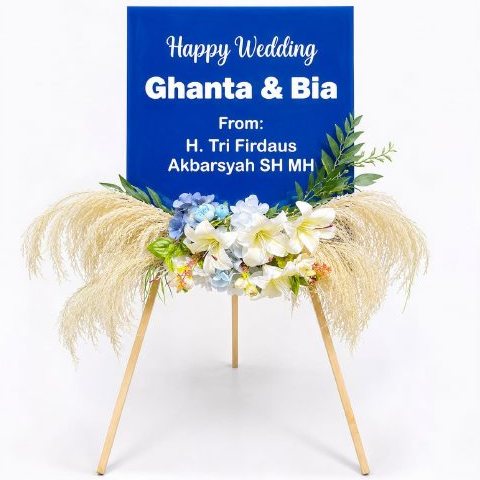 Happy Wedding
Ghanta & Bia
From:
H. Tri Firdaus
Akbarsyah SH MH